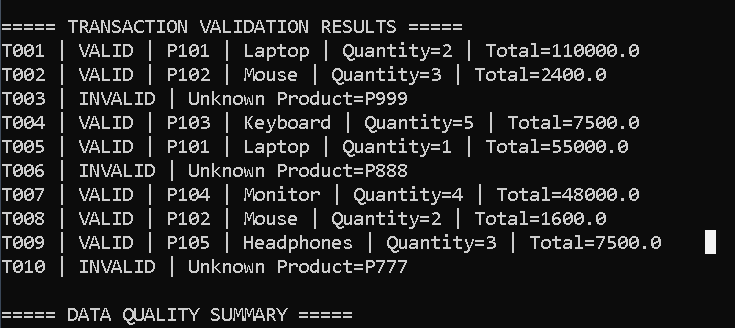 ===== TRANSACTION VALIDATION RESULTS =====
T001 | VALID | P101 | Laptop | Quantity=2 | Total=110000.0
T002 | VALID | P102 | Mouse | Quantity=3 | Total=2400.0
T003 | INVALID | Unknown Product=P999
T004 | VALID | P103 | Keyboard | Quantity=5 | Total=7500.0
T005 | VALID | P101 | Laptop | Quantity=1 | Total=55000.0
T006 | INVALID | Unknown Product=P888
T007 | VALID | P104 | Monitor | Quantity=4 | Total=48000.0
T008 | VALID | P102 | Mouse | Quantity=2 | Total=1600.0
T009 | VALID | P105 | Headphones | Quantity=3 | Total=7500.0
T010 | INVALID | Unknown Product=P777
===== DATA QUALITY SUMMARY =====